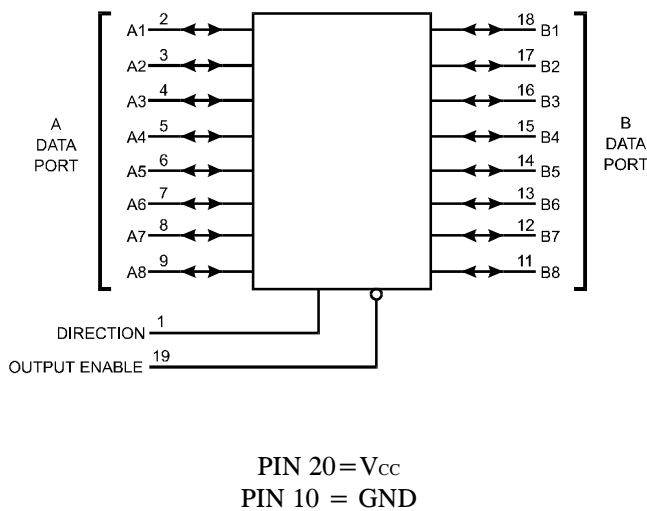 A1 2 18 B1
A2 3 17 B2
A3 4 16 B3
A4 5 15 B4
A5 6 14 B5
A6 7 13 B6
A7 8 12 B7
A8 9 11 B8
A
DATA
PORT
B
DATA
PORT
DIRECTION 1
OUTPUT ENABLE 19
PIN 20=VCC
PIN 10 = GND